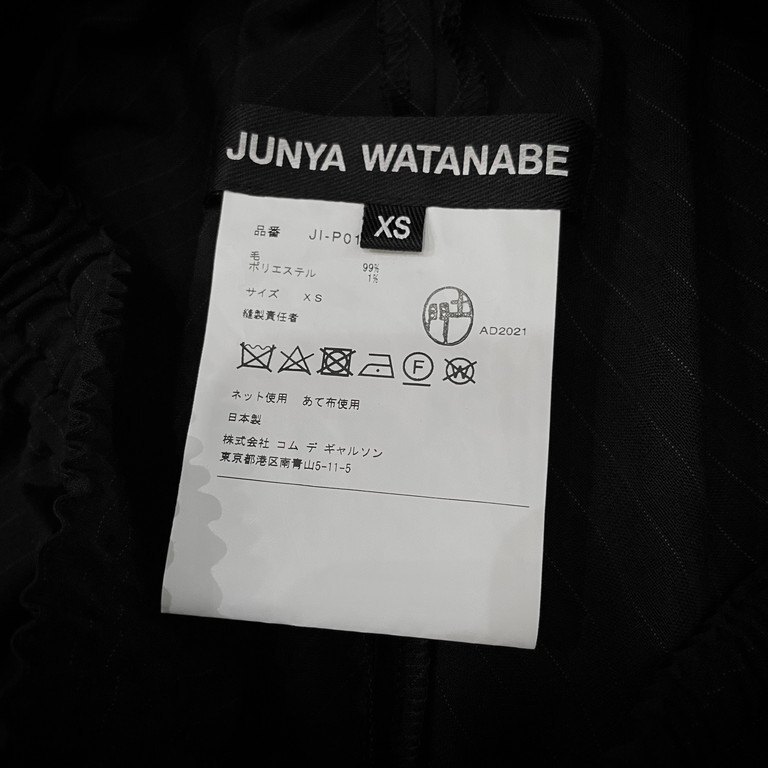 JUNYA WATANABE
XS
品番 JI-P01
毛 99%
ポリエステル 1%
サイズ XS
縫製責任者
AD2021
F
W
ネット使用 あて布使用
日本製
株式会社 コム デ ギャルソン
東京都港区南青山5-11-5